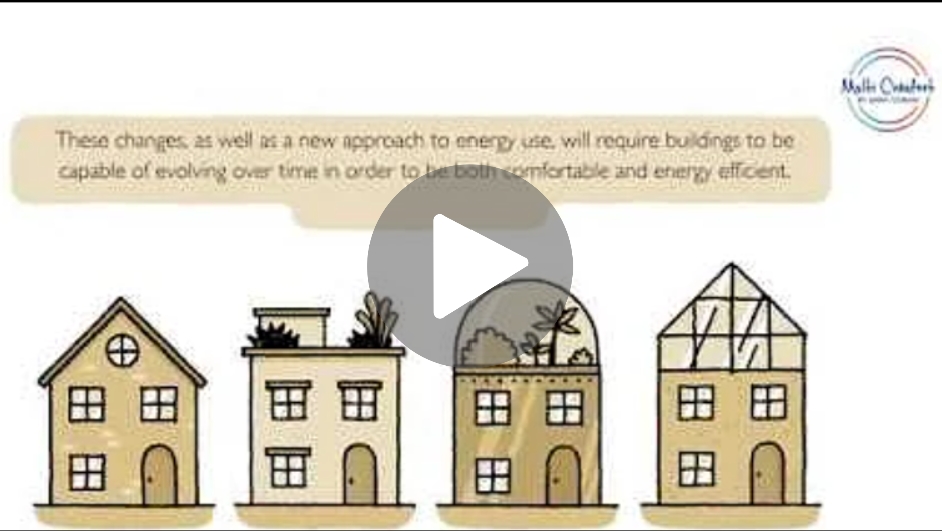 Multi Comfort
These changes, as well as a new approach to energy use, will require buildings to be
capable of evolving over time in order to be both comfortable and energy efficient.